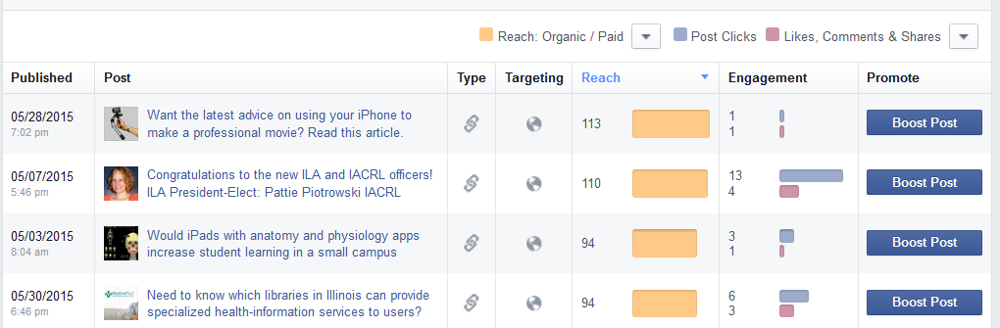 Reach: Organic / Paid Post Clicks Likes, Comments & Shares
Published Post Type Targeting Reach Engagement Promote
05/28/2015
7:02 pm
Want the latest advice on using your iPhone to
make a professional movie? Read this article.
113
1
1
Boost Post
05/07/2015
5:46 pm
Congratulations to the new ILA and IACRL officers!
ILA President-Elect: Pattie Piotrowski IACRL
110
13
4
Boost Post
05/03/2015
8:04 am
Would iPads with anatomy and physiology apps
increase student learning in a small campus
94
3
1
Boost Post
05/30/2015
6:46 pm
MedlinePlus
Need to know which libraries in Illinois can provide
specialized health-information services to users?
94
6
3
Boost Post